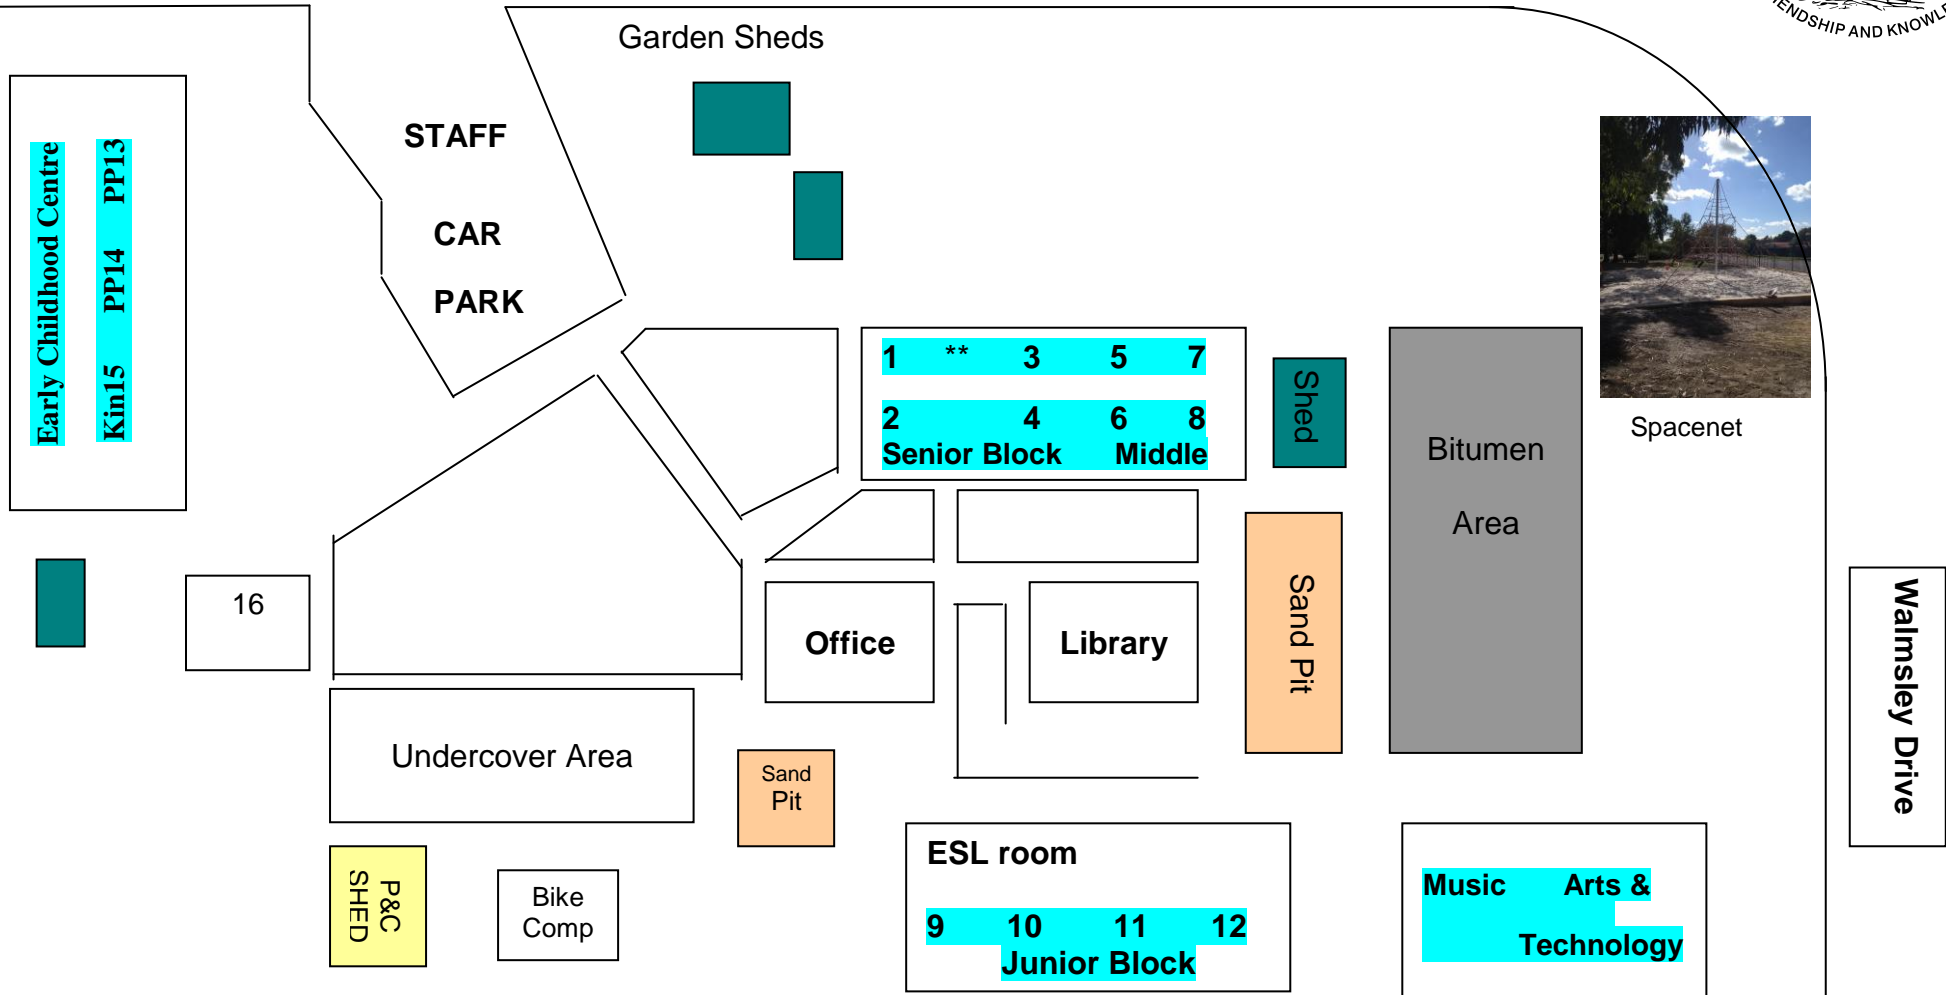 Garden Sheds
STAFF
CAR
PARK
Early Childhood Centre
Kin15 PP14 PP13
1 ** 3 5 7
2 4 6 8
Senior Block Middle
Shed
Bitumen
Area
Spacenet
16
Office
Library
Sand Pit
Walmsley Drive
Undercover Area
Sand
Pit
P&C
SHED
Bike
Comp
ESL room
9 10 11 12
Junior Block
Music Arts &
Technology
AND